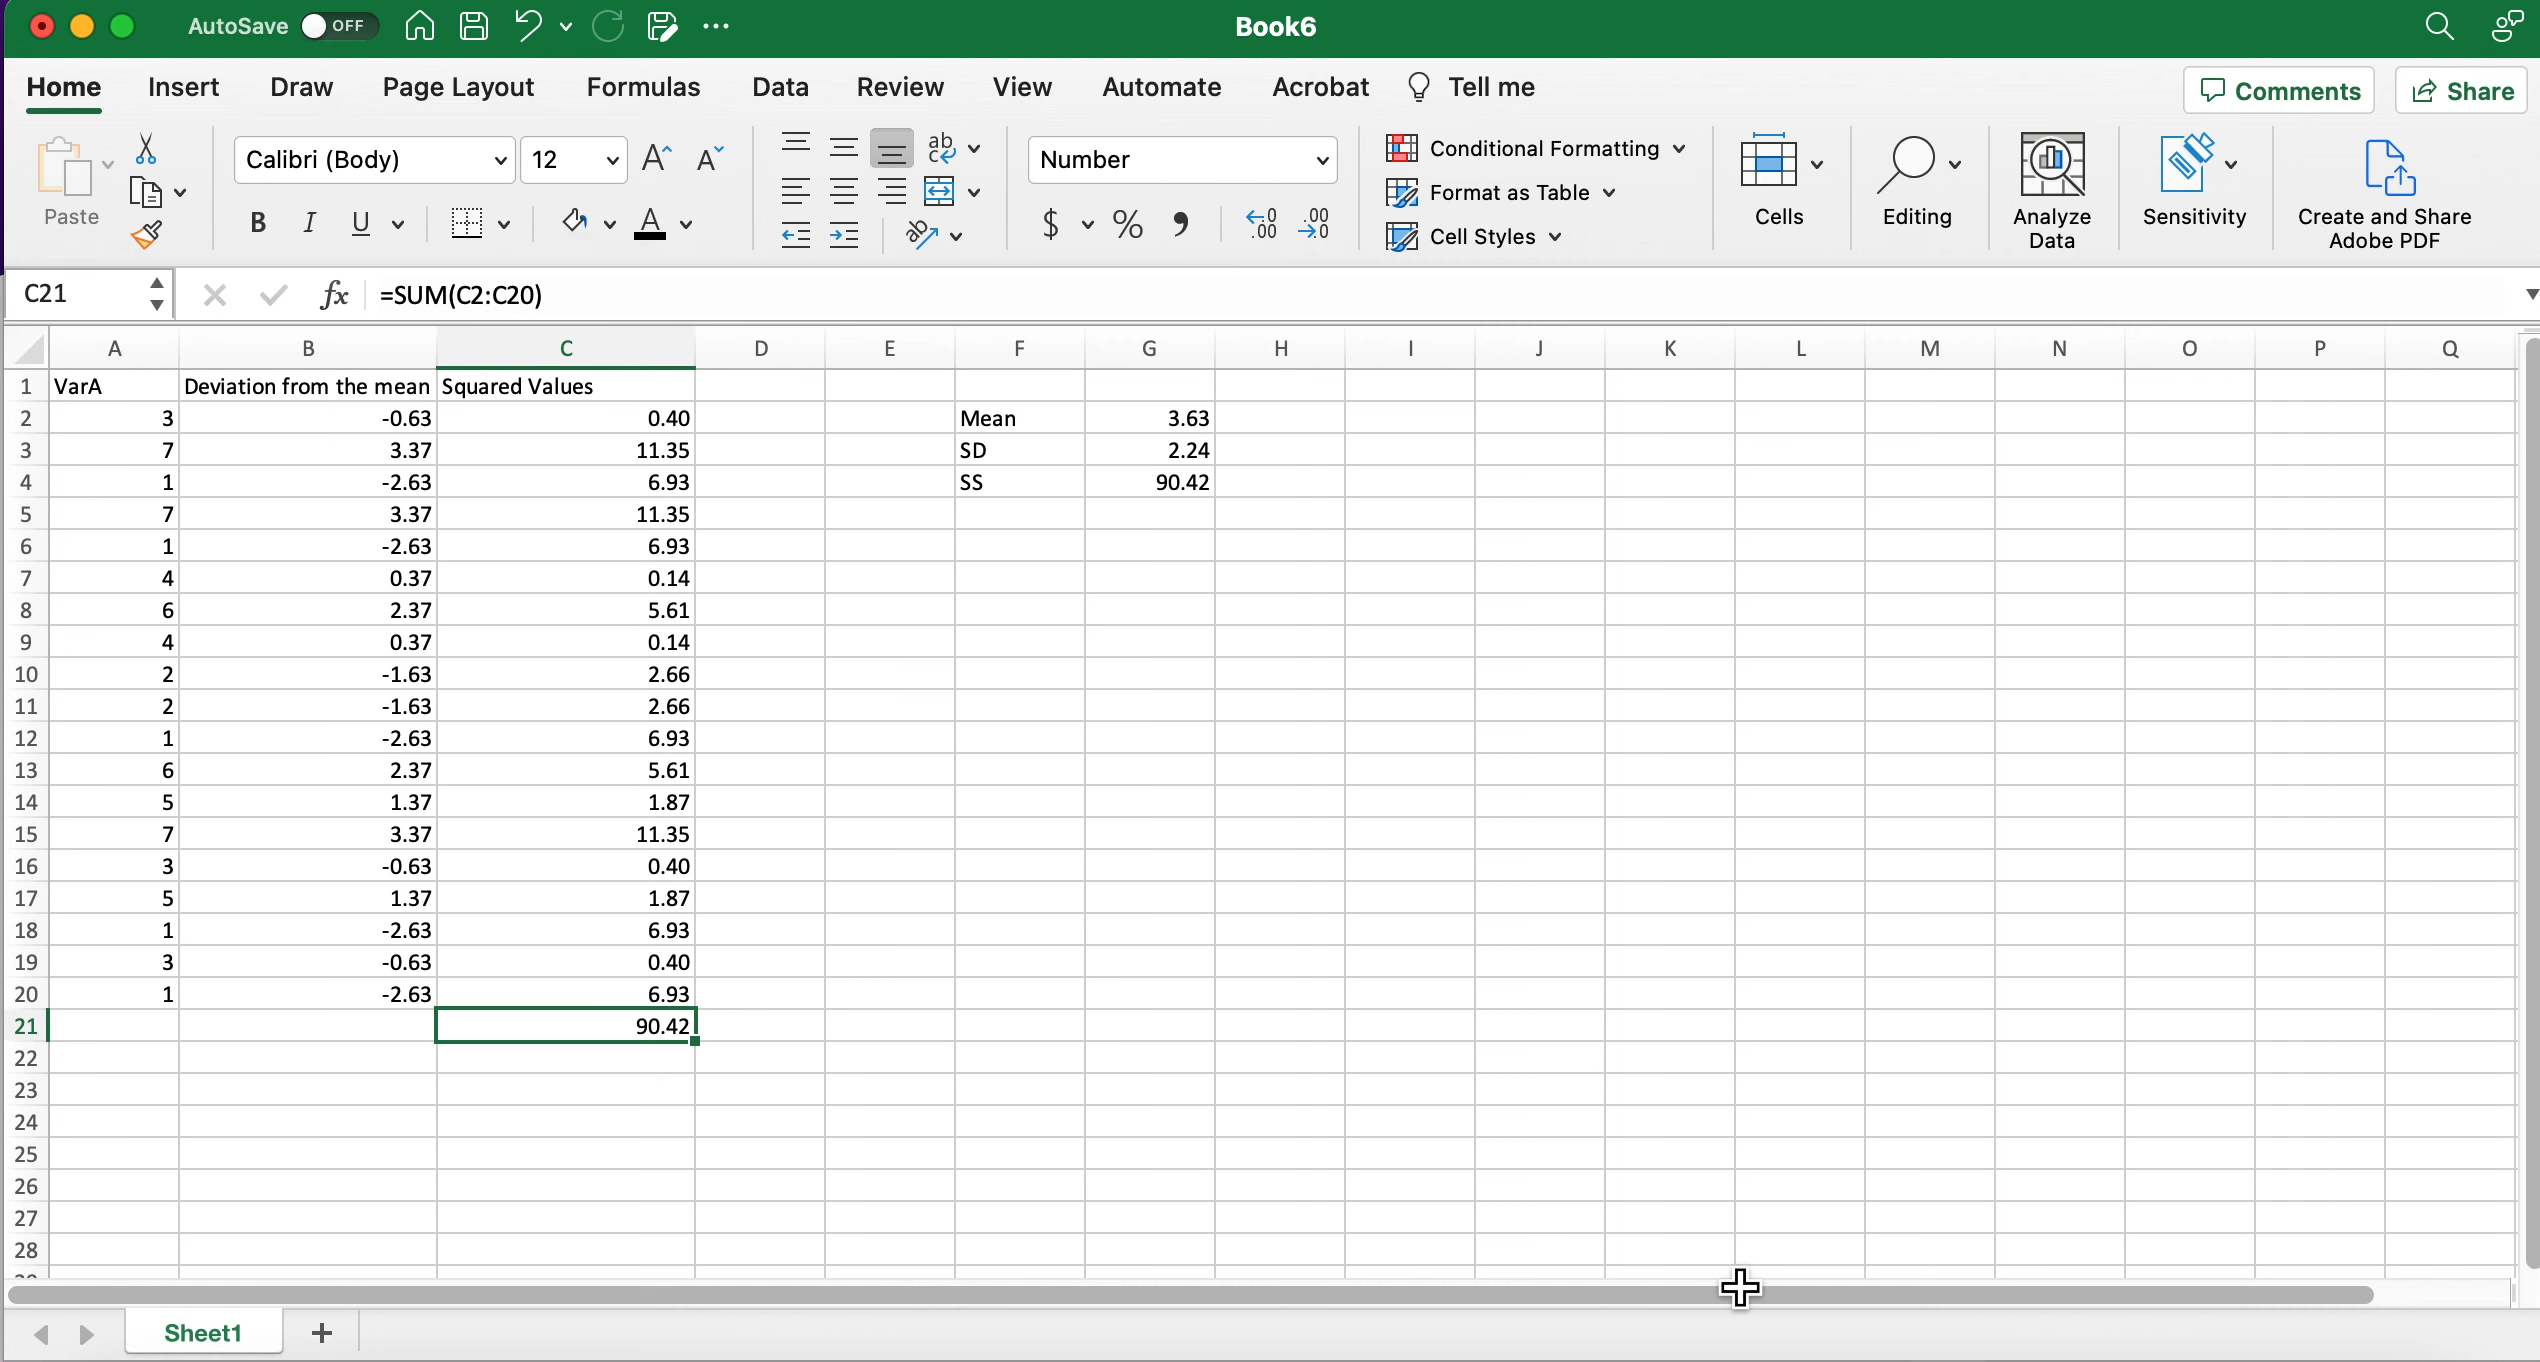 AutoSave OFF Book6
Home Insert Draw Page Layout Formulas Data Review View Automate Acrobat Tell me Comments Share
Paste Calibri (Body) 12 A A ab c Number Conditional Formatting Format as Table Cell Styles Cells Editing Analyze Data Sensitivity Create and Share Adobe PDF
B I U A ab $ % , 0 .00 .00 0
C21 fx =SUM(C2:C20)
A B C D E F G H I J K L M N O P Q
1 VarA Deviation from the mean Squared Values
2 3 -0.63 0.40 Mean 3.63
3 7 3.37 11.35 SD 2.24
4 1 -2.63 6.93 SS 90.42
5 7 3.37 11.35
6 1 -2.63 6.93
7 4 0.37 0.14
8 6 2.37 5.61
9 4 0.37 0.14
10 2 -1.63 2.66
11 2 -1.63 2.66
12 1 -2.63 6.93
13 6 2.37 5.61
14 5 1.37 1.87
15 7 3.37 11.35
16 3 -0.63 0.40
17 5 1.37 1.87
18 1 -2.63 6.93
19 3 -0.63 0.40
20 1 -2.63 6.93
21 90.42
22
23
24
25
26
27
28
Sheet1 +